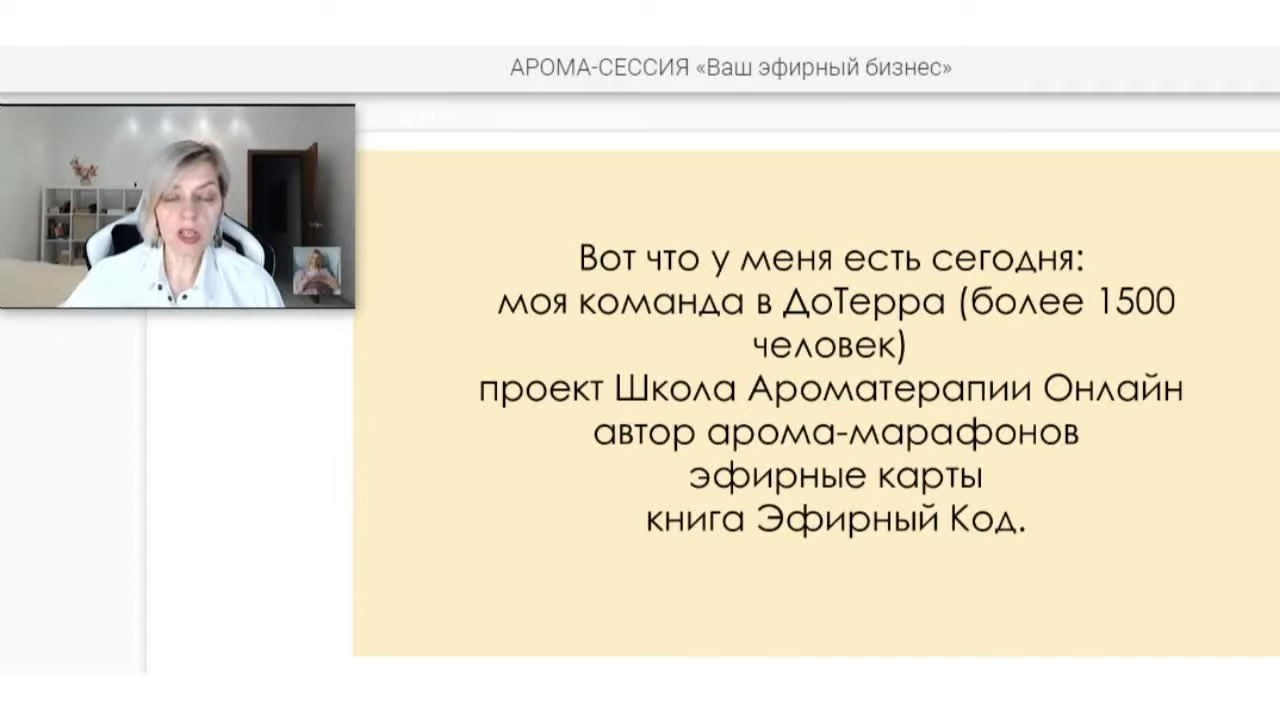 АРОМА-СЕССИЯ «Ваш эфирный бизнес»
Вот что у меня есть сегодня:
моя команда в ДоТерра (более 1500
человек)
проект Школа Ароматерапии Онлайн
автор арома-марафонов
эфирные карты
книга Эфирный Код.